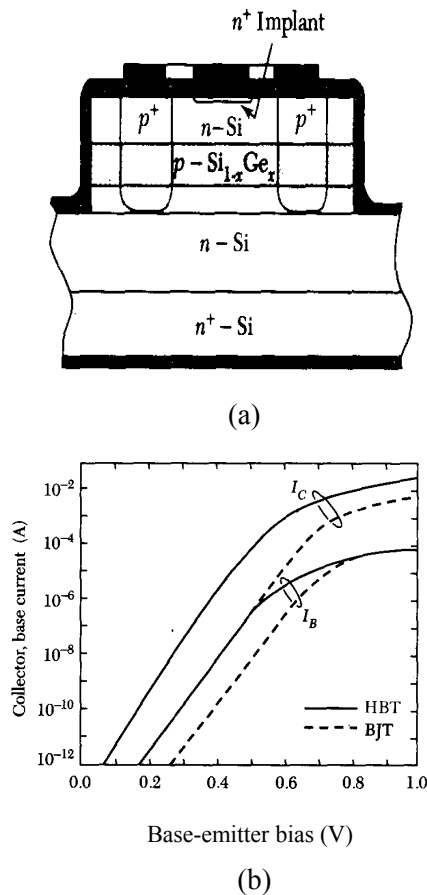 n⁺ Implant
p⁺
n–Si
p⁺
p – Si₁₋ₓGeₓ
n – Si
n⁺ – Si
(a)
Collector, base current (A)
10⁻²
10⁻⁴
10⁻⁶
10⁻⁸
10⁻¹⁰
10⁻¹²
I_C
I_B
HBT
BJT
0.0 0.2 0.4 0.6 0.8 1.0
Base-emitter bias (V)
(b)